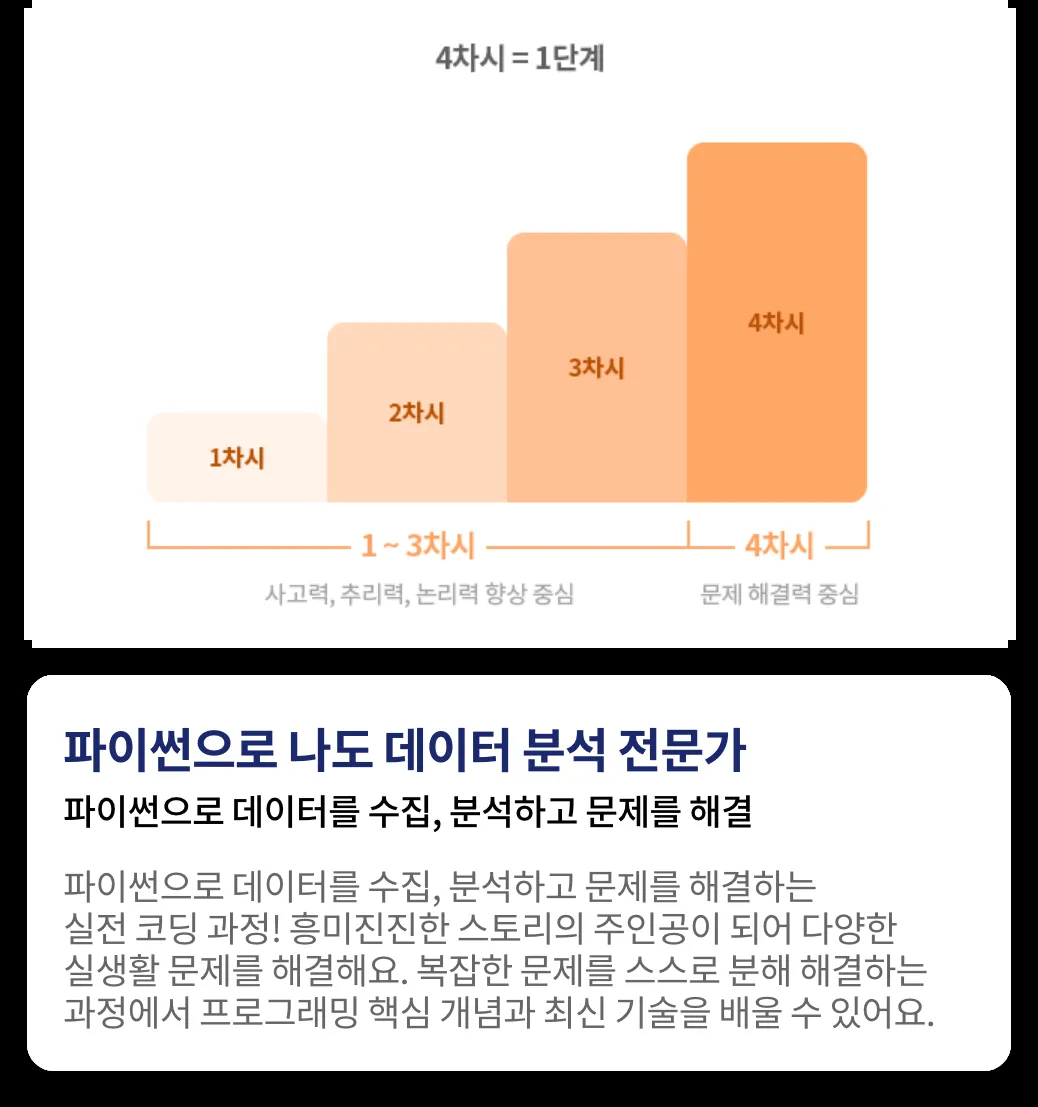 4차시 = 1단계
1차시
2차시
3차시
4차시
1 ~ 3차시
4차시
사고력, 추리력, 논리력 향상 중심
문제 해결력 중심
파이썬으로 나도 데이터 분석 전문가
파이썬으로 데이터를 수집, 분석하고 문제를 해결
파이썬으로 데이터를 수집, 분석하고 문제를 해결하는
실전 코딩 과정! 흥미진진한 스토리의 주인공이 되어 다양한
실생활 문제를 해결해요. 복잡한 문제를 스스로 분해 해결하는
과정에서 프로그래밍 핵심 개념과 최신 기술을 배울 수 있어요.